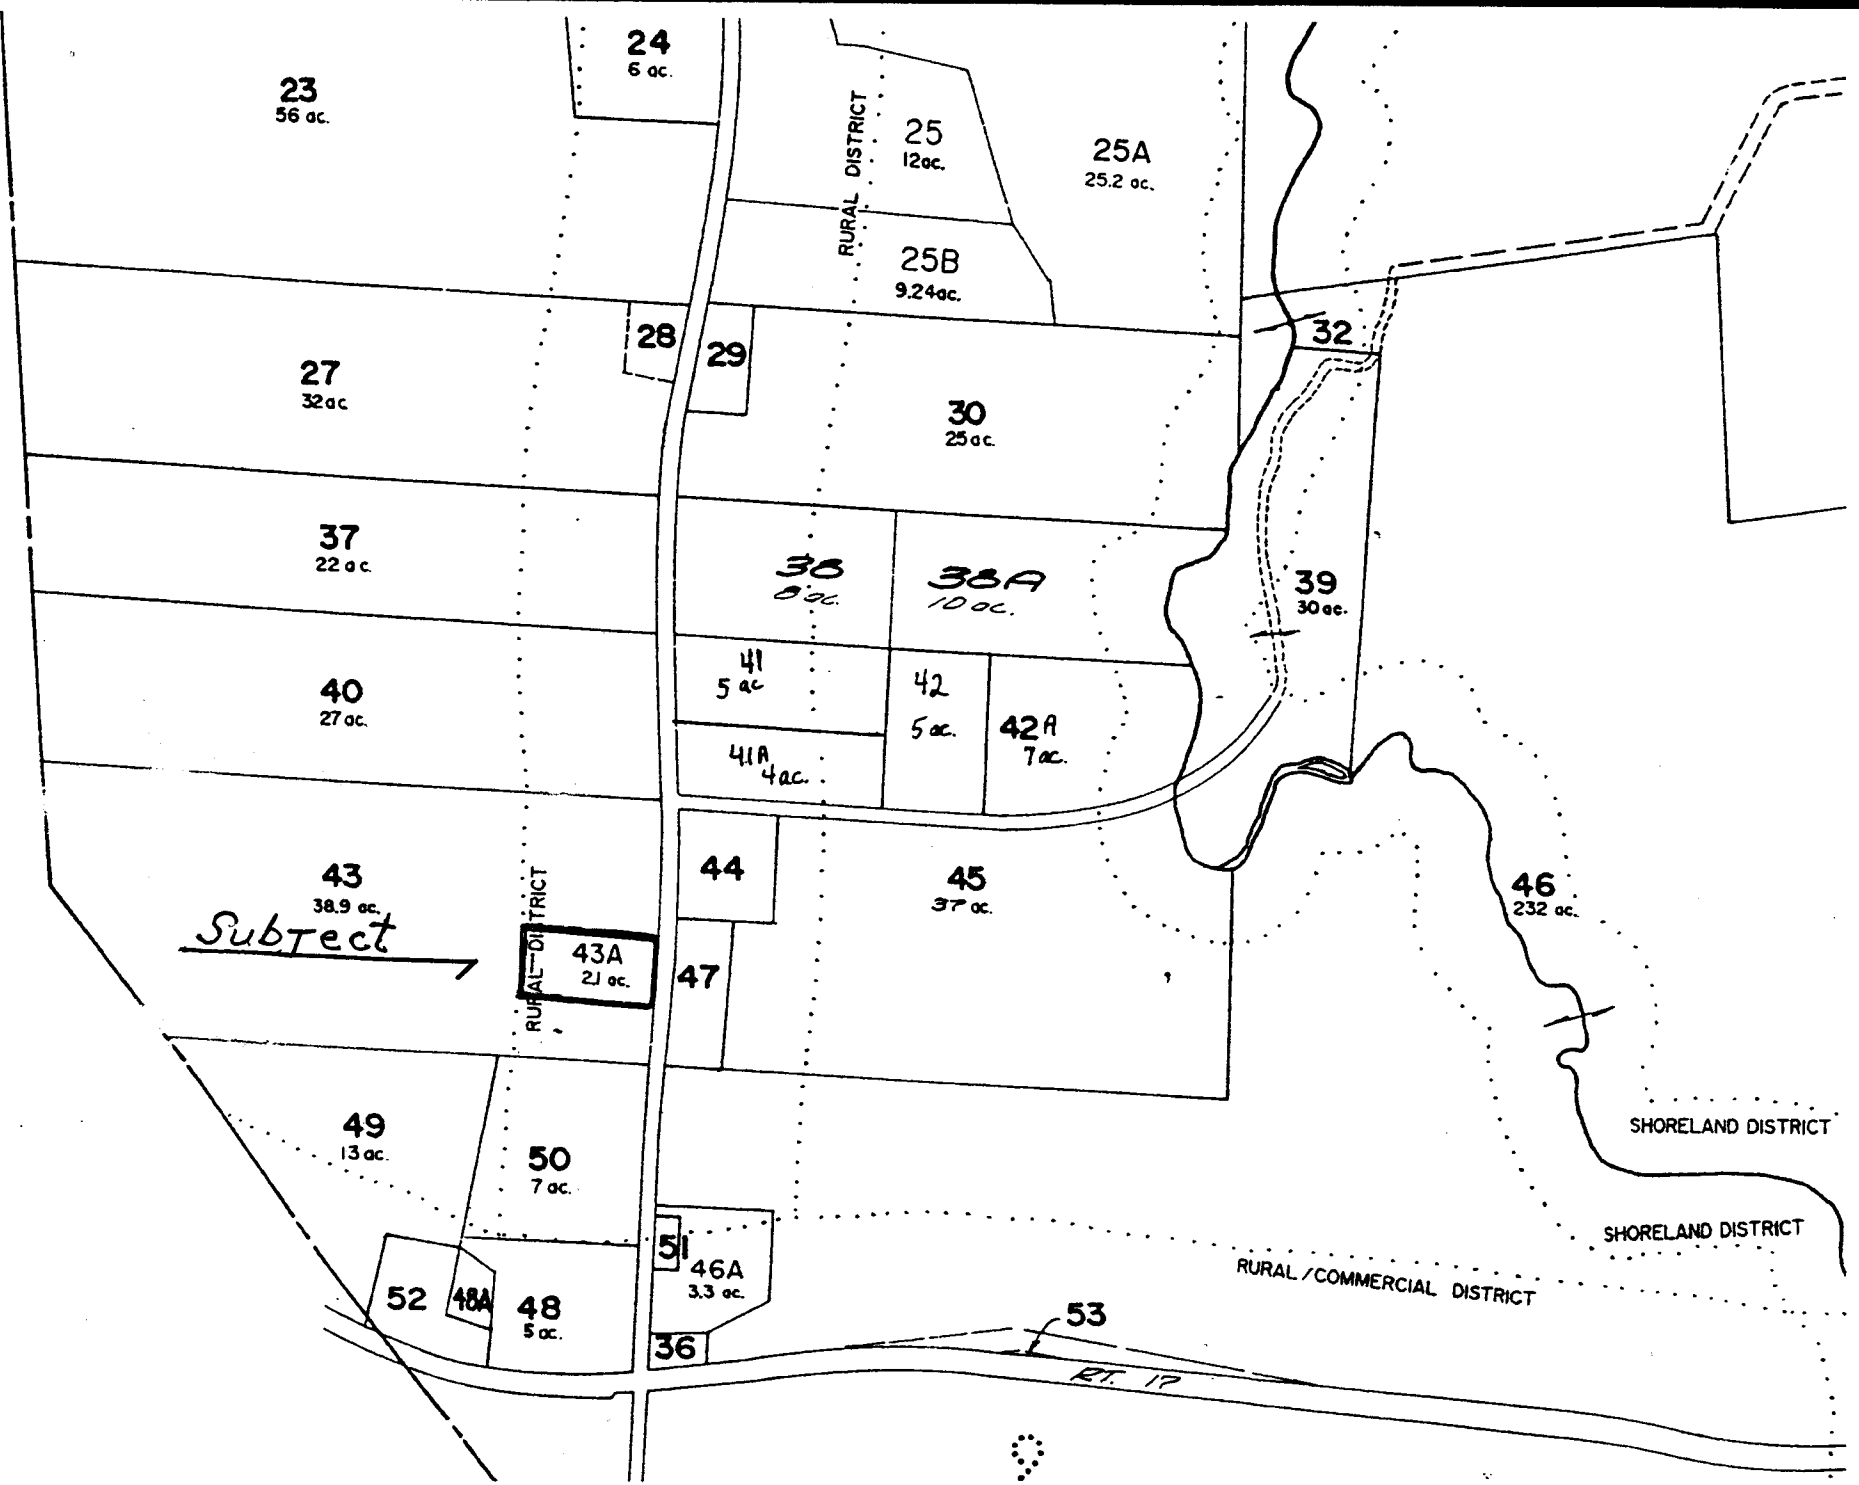 24
6 ac.
23
56 ac.
RURAL DISTRICT
25
12ac.
25A
25.2 ac.
25B
9.24ac.
28
29
32
27
32ac
30
25ac.
37
22 ac.
38
8 ac.
38A
10 ac.
39
30 ac.
41
5 ac
42
5 ac.
42A
7ac.
40
27 ac.
41A
4ac.
44
43
38.9 ac.
45
37 ac.
46
232 ac.
Subject
RURAL DISTRICT
43A
2.1 ac.
47
49
13 ac.
50
7 ac.
SHORELAND DISTRICT
SHORELAND DISTRICT
51
46A
3.3 ac.
RURAL/COMMERCIAL DISTRICT
52
48A
48
5 ac.
36
53
RT. 17